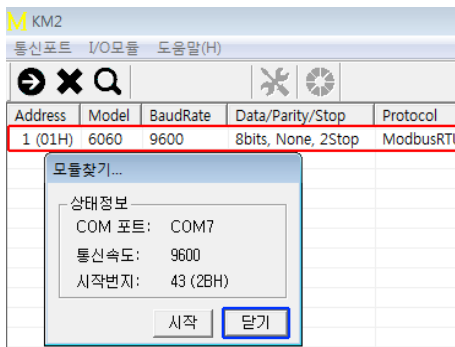 KM2
통신포트 I/O모듈 도움말(H)
Address Model BaudRate Data/Parity/Stop Protocol
1 (01H) 6060 9600 8bits, None, 2Stop ModbusRTU
모듈찾기...
상태정보
COM 포트: COM7
통신속도: 9600
시작번지: 43 (2BH)
시작 닫기